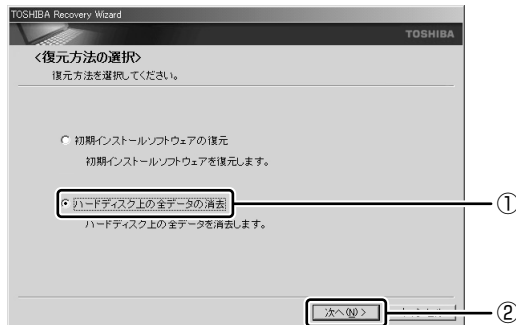 TOSHIBA Recovery Wizard
TOSHIBA
<復元方法の選択>
復元方法を選択してください。
初期インストールソフトウェアの復元
初期インストールソフトウェアを復元します。
ハードディスク上の全データの消去
①
ハードディスク上の全データを消去します。
次へ(N) >
②